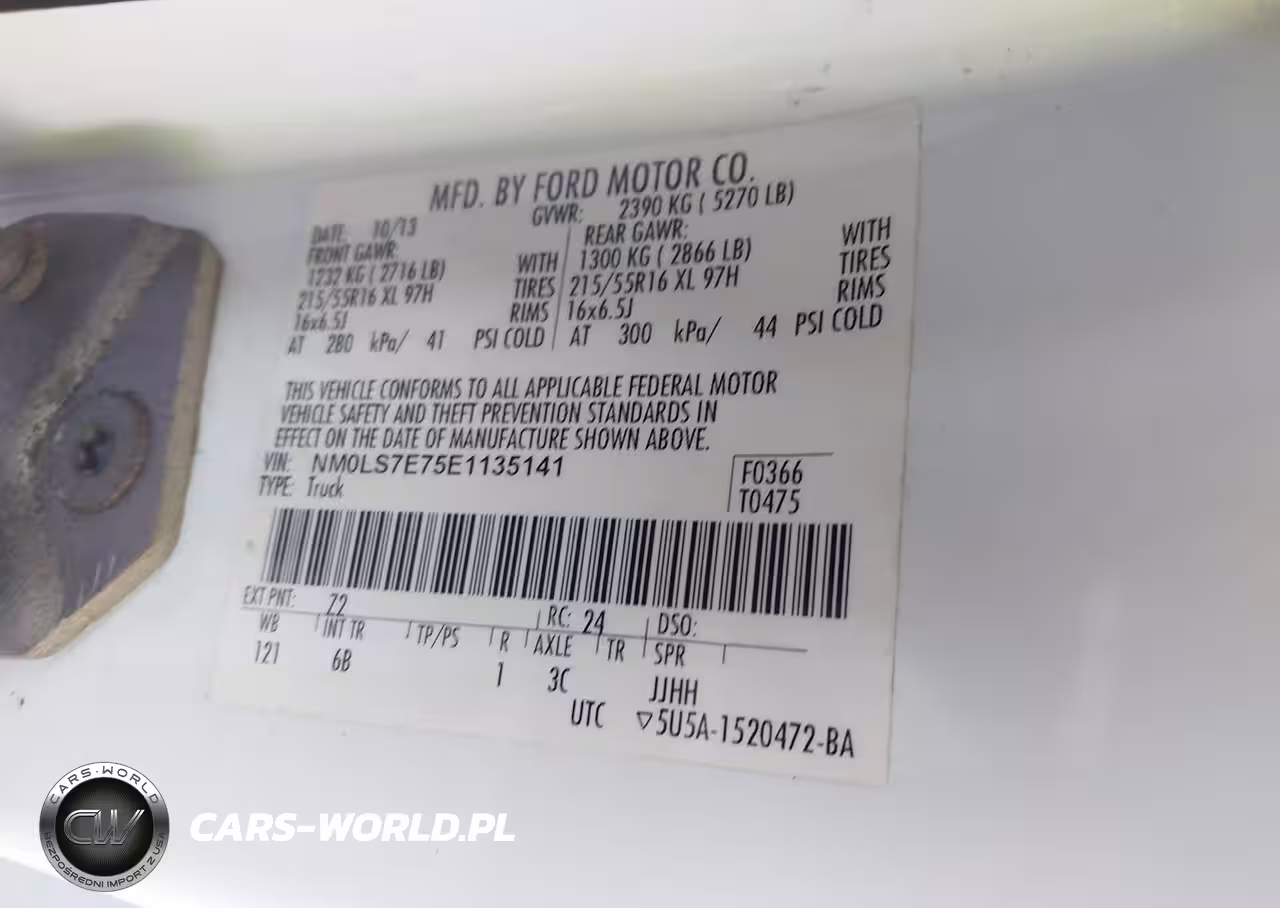 MFD. BY FORD MOTOR CO.
DATE: 10/13 GVWR: 2390 KG ( 5270 LB)
FRONT GAWR: REAR GAWR:
1232 KG ( 2716 LB) WITH 1300 KG ( 2866 LB) WITH
215/55R16 XL 97H TIRES 215/55R16 XL 97H TIRES
16x6.5J RIMS 16x6.5J RIMS
AT 280 kPa/ 41 PSI COLD AT 300 kPa/ 44 PSI COLD
THIS VEHICLE CONFORMS TO ALL APPLICABLE FEDERAL MOTOR
VEHICLE SAFETY AND THEFT PREVENTION STANDARDS IN
EFFECT ON THE DATE OF MANUFACTURE SHOWN ABOVE.
VIN: NM0LS7E75E1135141 F0366
TYPE: Truck T0475
EXT PNT: Z2 RC: 24 DSO:
WB INT TR TP/PS R AXLE TR SPR
121 6B 1 3C JJHH
UTC ▽5U5A-1520472-BA
CARS-WORLD
CW
BEZPOŚREDNI IMPORT Z USA
CARS-WORLD.PL